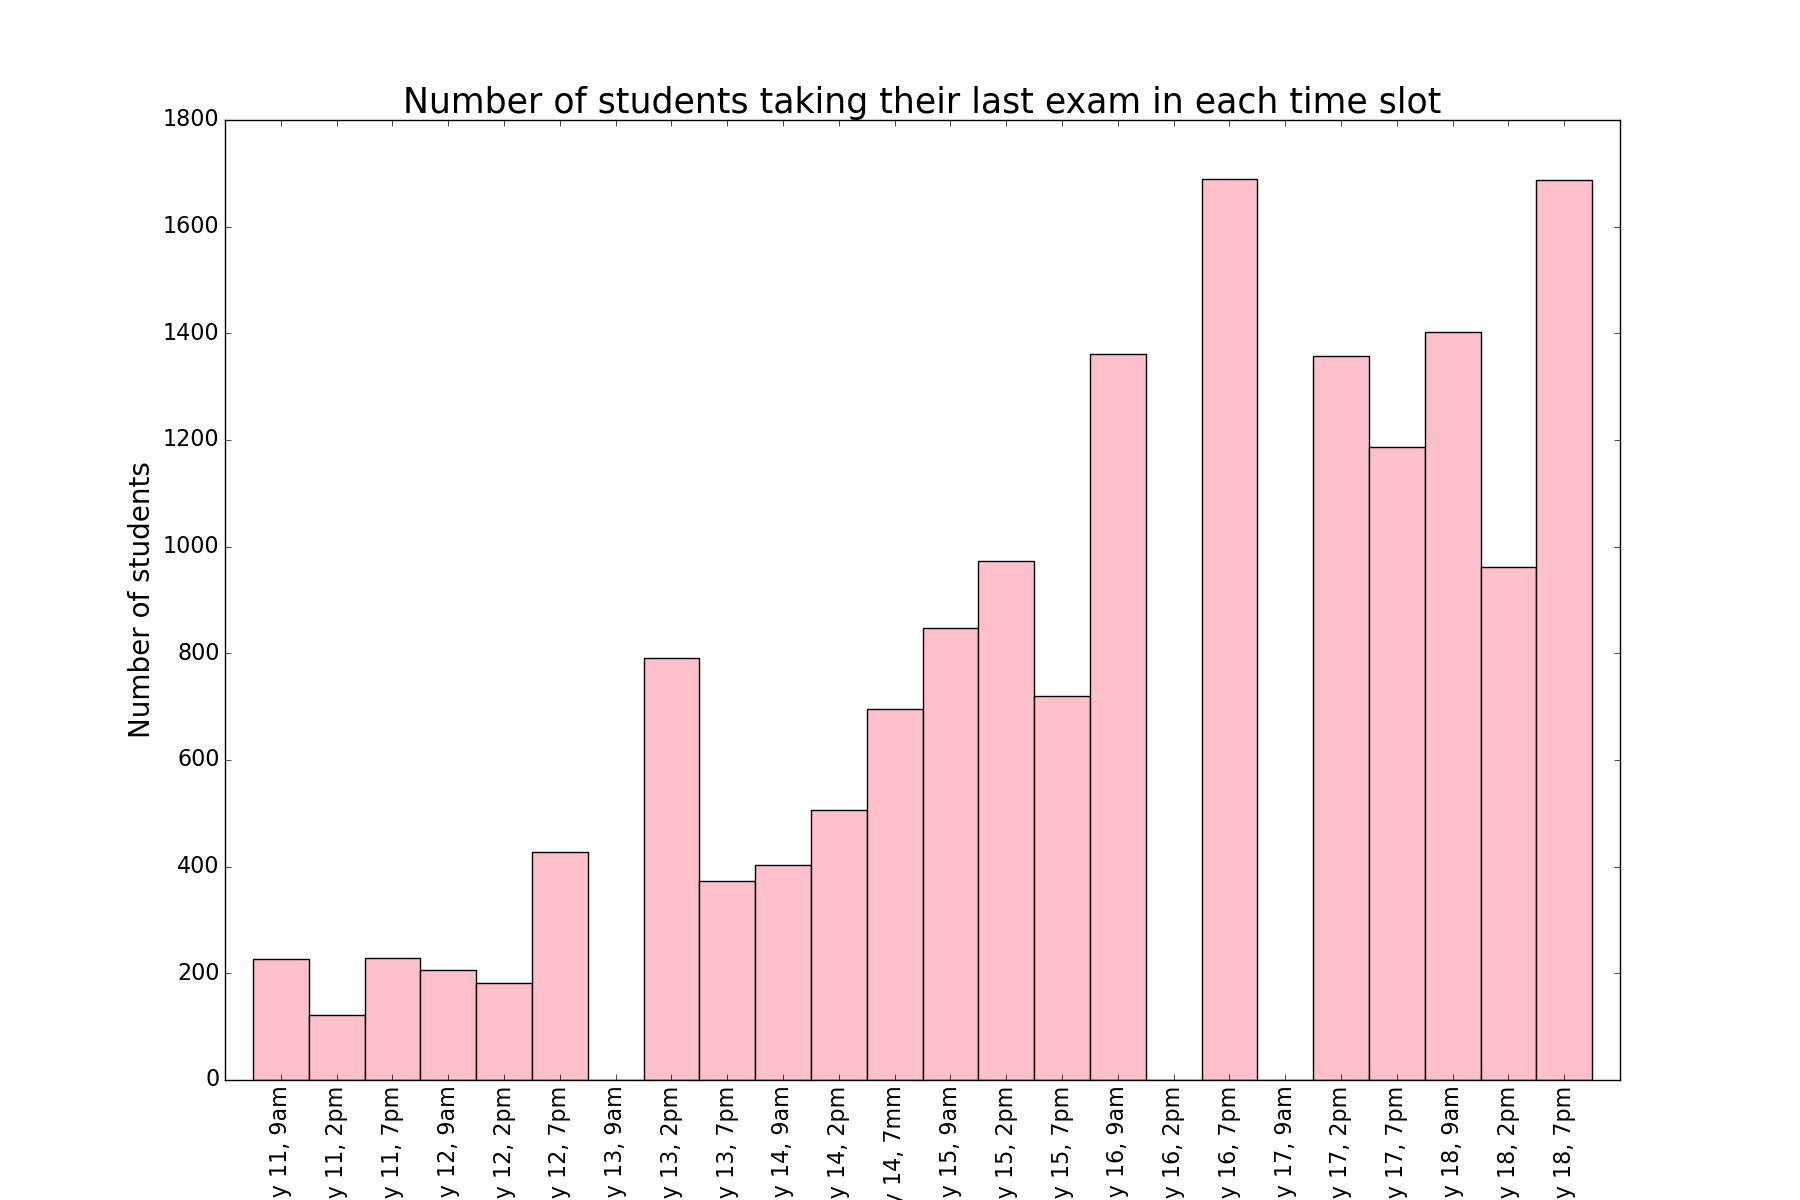 Number of students taking their last exam in each time slot
1800
1600
1400
1200
1000
800
600
400
200
0
Number of students
y 11, 9am
y 11, 2pm
y 11, 7pm
y 12, 9am
y 12, 2pm
y 12, 7pm
y 13, 9am
y 13, 2pm
y 13, 7pm
y 14, 9am
y 14, 2pm
y 14, 7mm
y 15, 9am
y 15, 2pm
y 15, 7pm
y 16, 9am
y 16, 2pm
y 16, 7pm
y 17, 9am
y 17, 2pm
y 17, 7pm
y 18, 9am
y 18, 2pm
y 18, 7pm